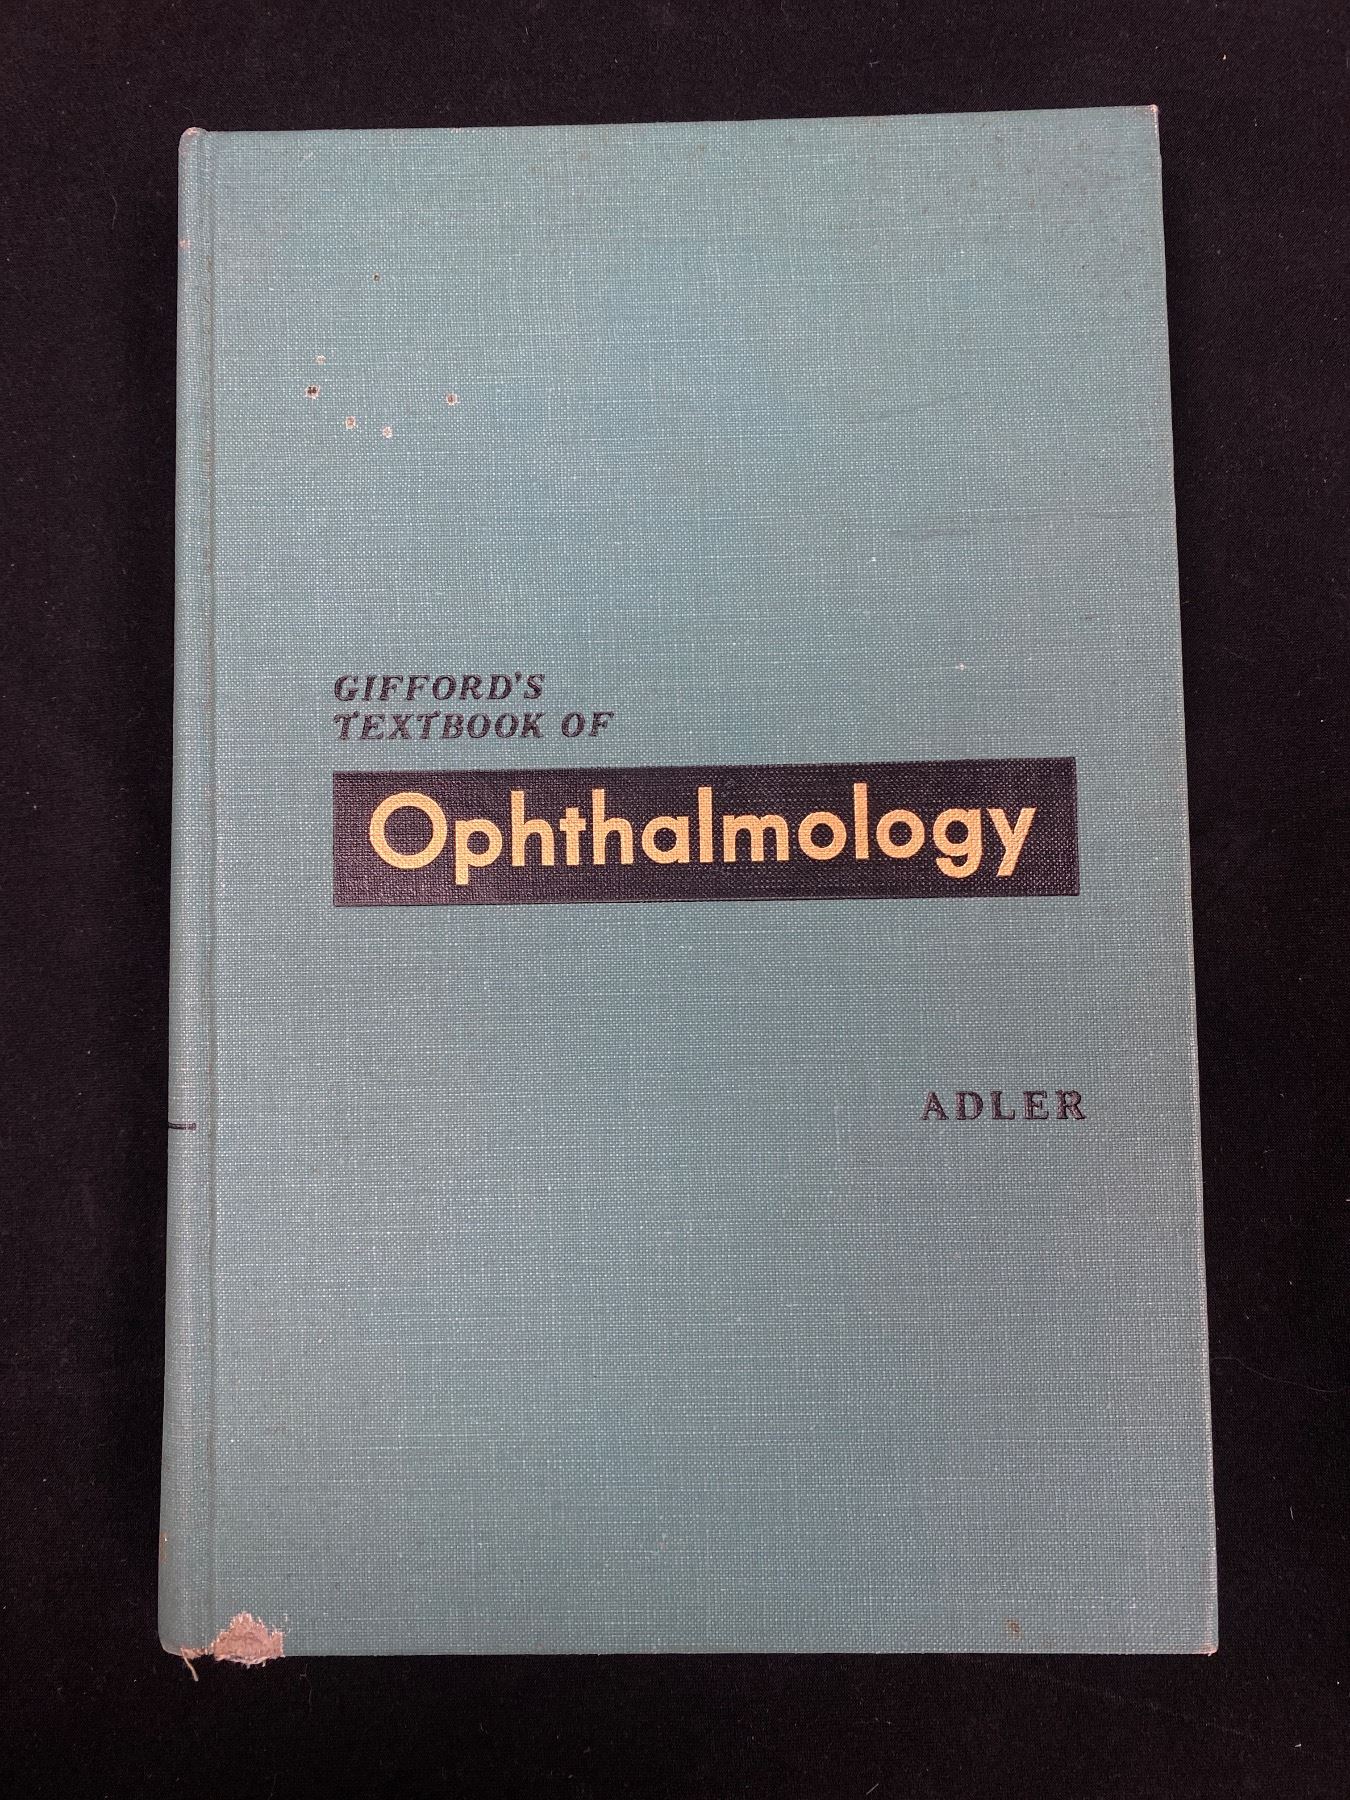 GIFFORD'S
TEXTBOOK OF
Ophthalmology
ADLER